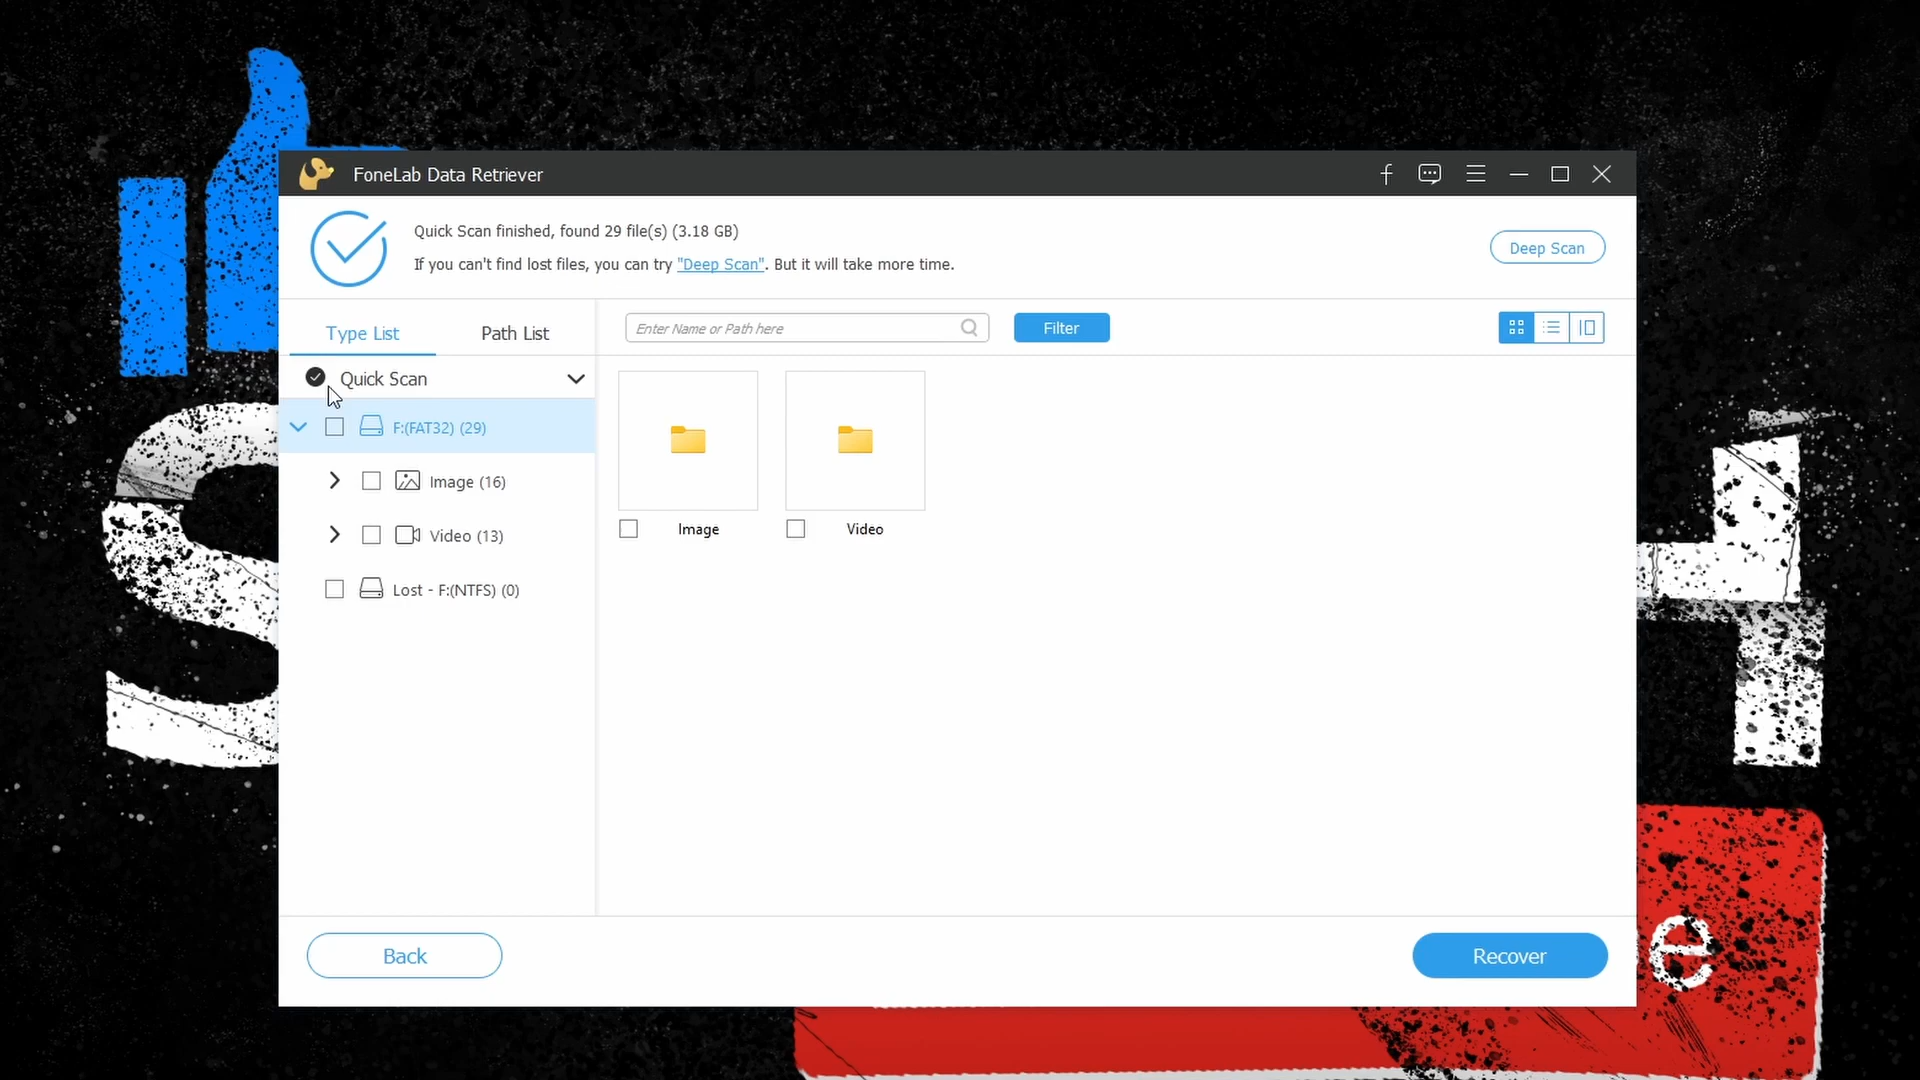 FoneLab Data Retriever
Quick Scan finished, found 29 file(s) (3.18 GB)
If you can't find lost files, you can try "Deep Scan". But it will take more time.
Deep Scan
Type List
Path List
Enter Name or Path here
Filter
Quick Scan
F:(FAT32) (29)
Image (16)
Video (13)
Lost - F:(NTFS) (0)
Image
Video
Back
Recover
e